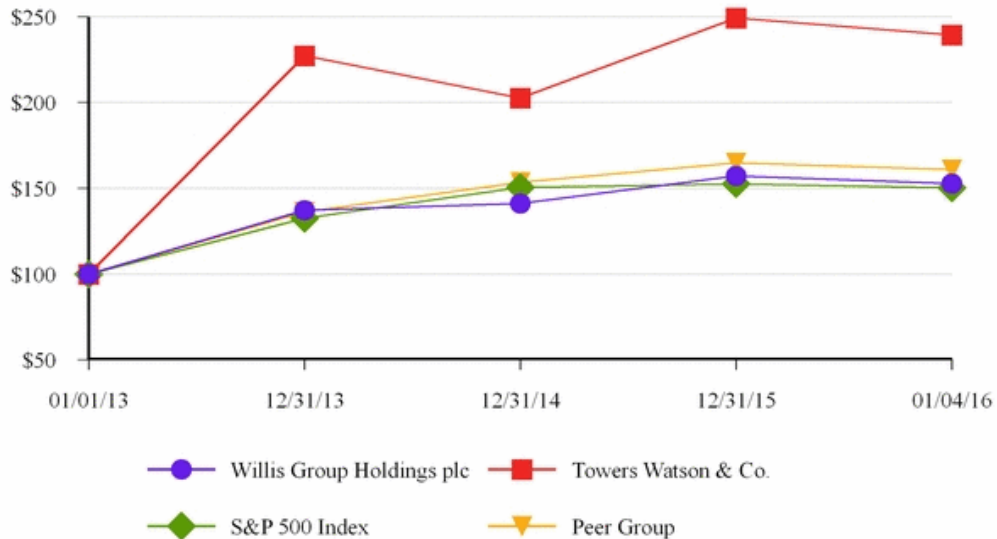 $250
$200
$150
$100
$50
01/01/13 12/31/13 12/31/14 12/31/15 01/04/16
Willis Group Holdings plc Towers Watson & Co.
S&P 500 Index Peer Group